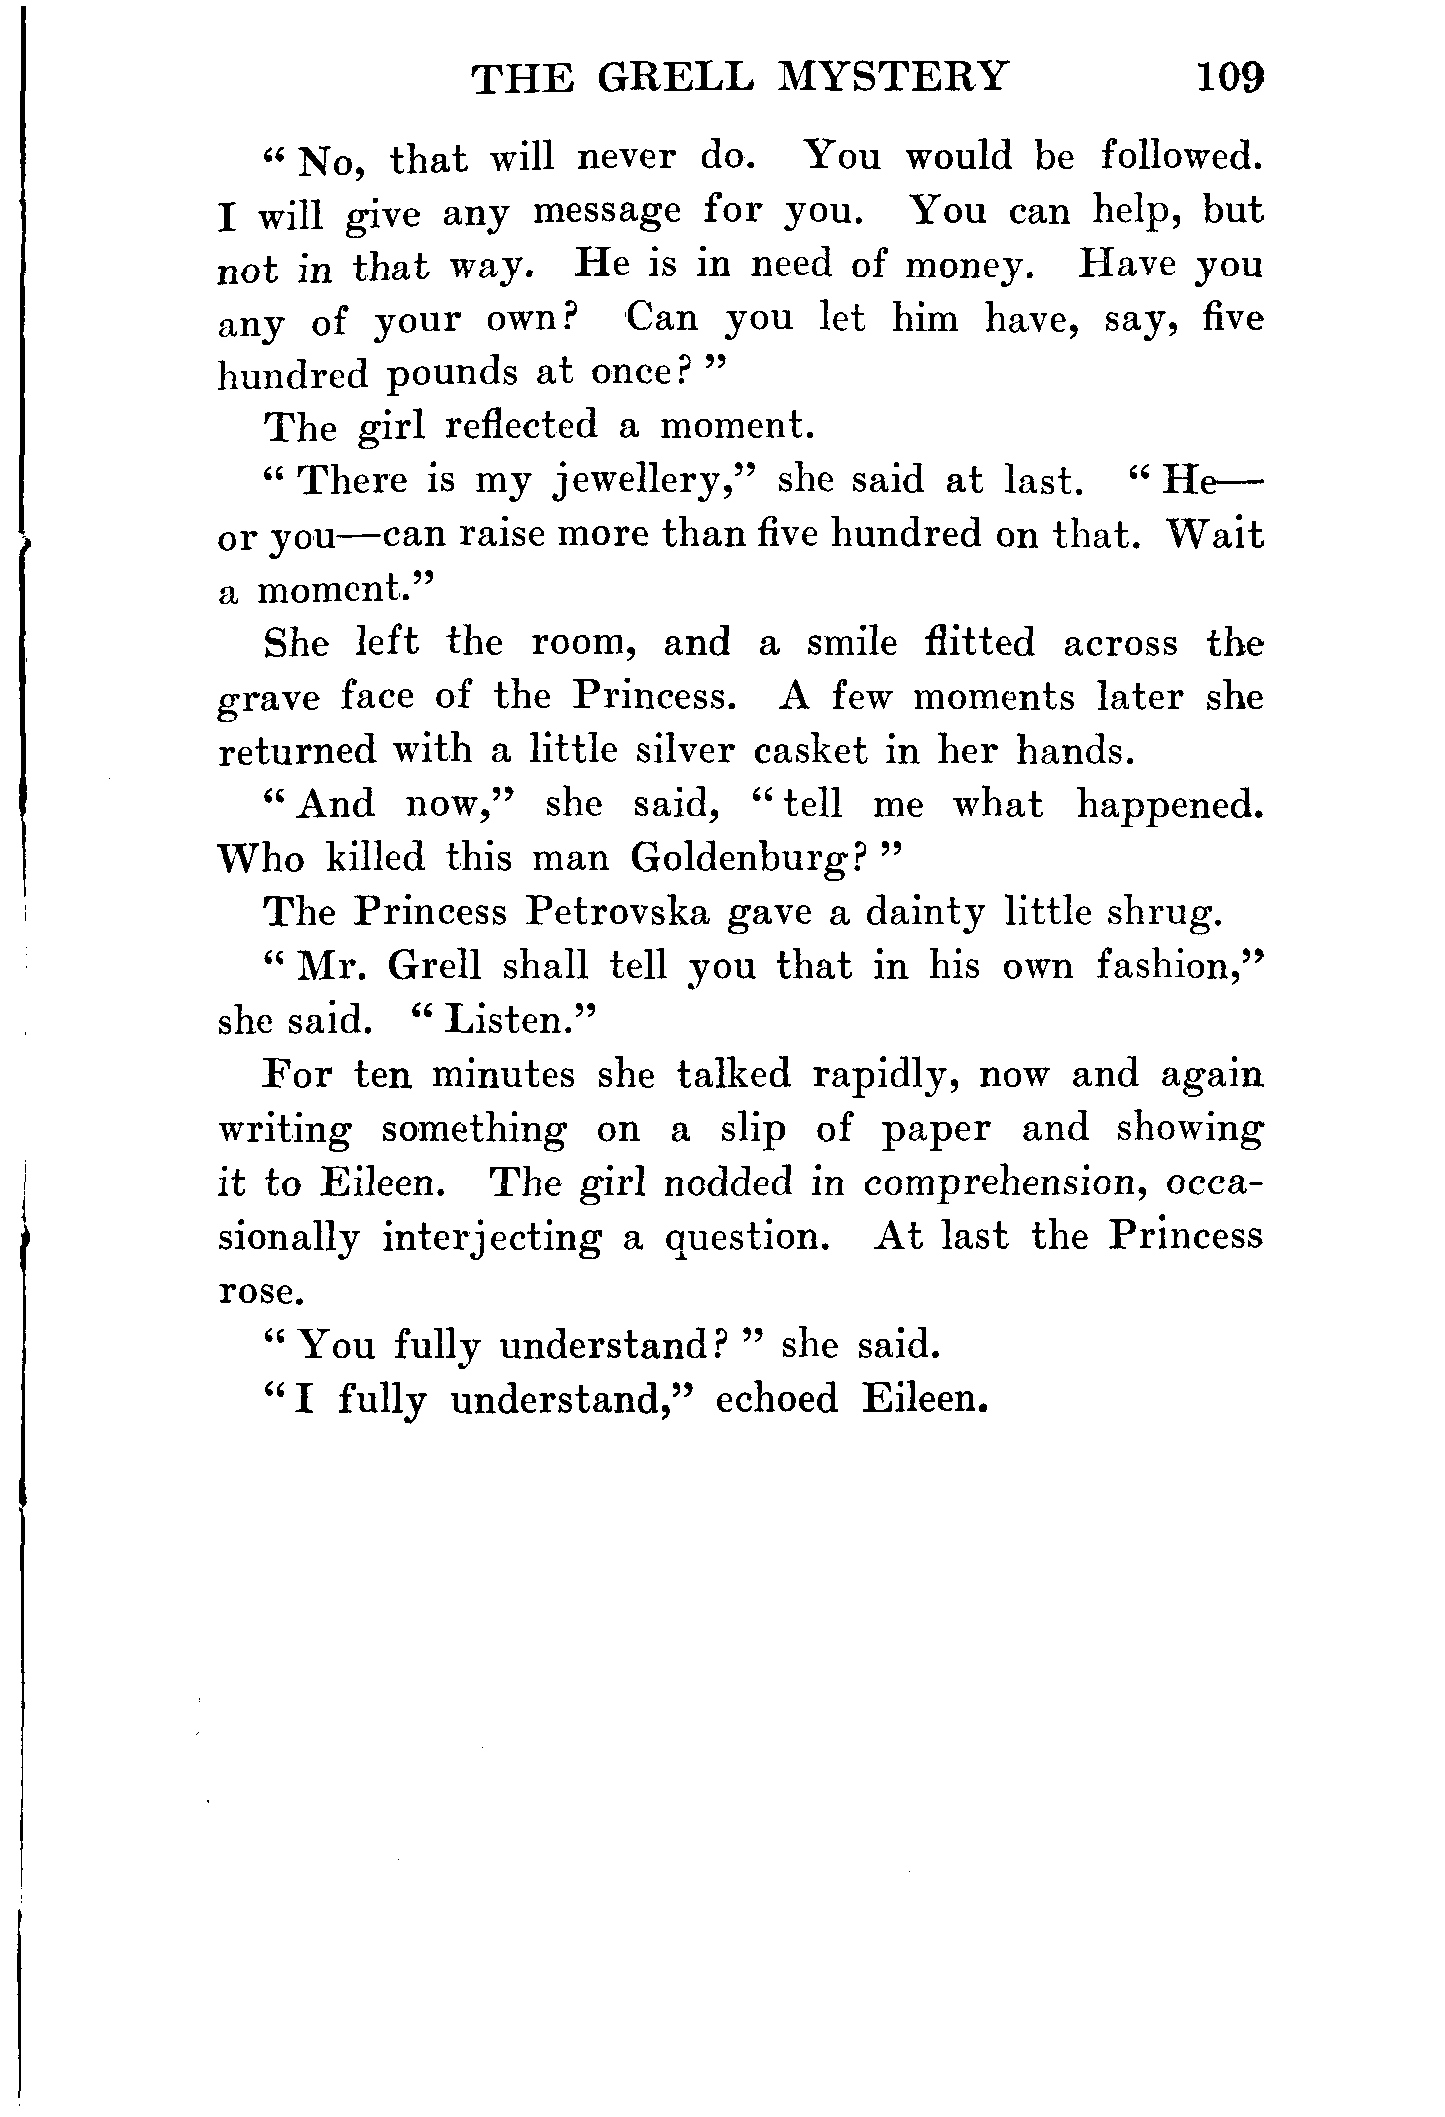 THE GRELL MYSTERY 109
“ No, that will never do. You would be followed.
I will give any message for you. You can help, but
not in that way. He is in need of money. Have you
any of your own? Can you let him have, say, five
hundred pounds at once? ”
The girl reflected a moment.
“ There is my jewellery,” she said at last. “ He—
or you—can raise more than five hundred on that. Wait
a moment.”
She left the room, and a smile flitted across the
grave face of the Princess. A few moments later she
returned with a little silver casket in her hands.
“ And now,” she said, “ tell me what happened.
Who killed this man Goldenburg? ”
The Princess Petrovska gave a dainty little shrug.
“ Mr. Grell shall tell you that in his own fashion,”
she said. “ Listen.”
For ten minutes she talked rapidly, now and again
writing something on a slip of paper and showing
it to Eileen. The girl nodded in comprehension, occa-
sionally interjecting a question. At last the Princess
rose.
“ You fully understand? ” she said.
“ I fully understand,” echoed Eileen.